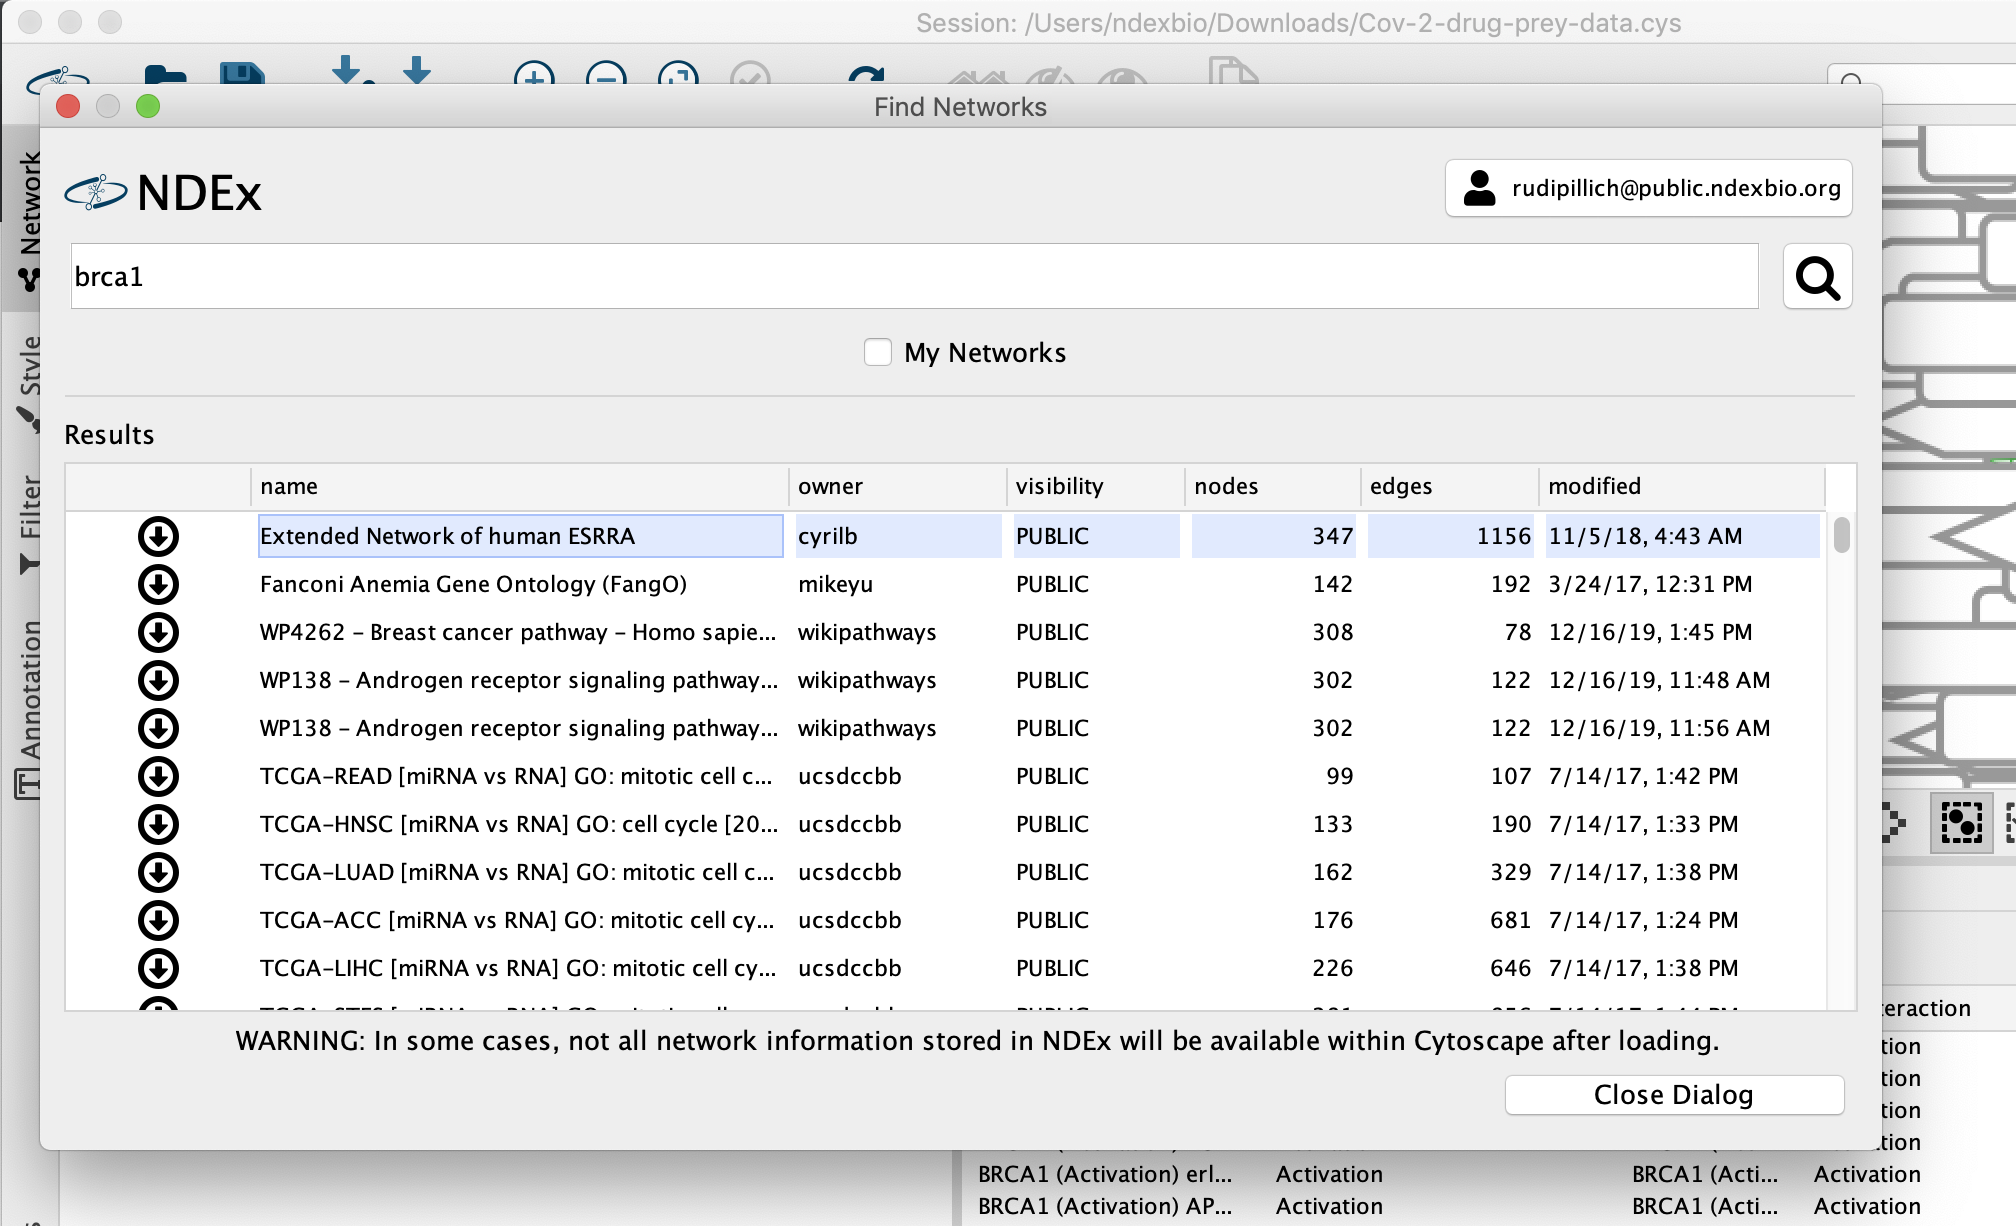 Session: /Users/ndexbio/Downloads/Cov-2-drug-prey-data.cys
Find Networks
Network
Style
Filter
Annotation
NDEx
rudipillich@public.ndexbio.org
brca1
My Networks
Results
name owner visibility nodes edges modified
Extended Network of human ESRRA cyrilb PUBLIC 347 1156 11/5/18, 4:43 AM
Fanconi Anemia Gene Ontology (FangO) mikeyu PUBLIC 142 192 3/24/17, 12:31 PM
WP4262 – Breast cancer pathway – Homo sapie... wikipathways PUBLIC 308 78 12/16/19, 1:45 PM
WP138 – Androgen receptor signaling pathway... wikipathways PUBLIC 302 122 12/16/19, 11:48 AM
WP138 – Androgen receptor signaling pathway... wikipathways PUBLIC 302 122 12/16/19, 11:56 AM
TCGA-READ [miRNA vs RNA] GO: mitotic cell c... ucsdccbb PUBLIC 99 107 7/14/17, 1:42 PM
TCGA-HNSC [miRNA vs RNA] GO: cell cycle [20... ucsdccbb PUBLIC 133 190 7/14/17, 1:33 PM
TCGA-LUAD [miRNA vs RNA] GO: mitotic cell c... ucsdccbb PUBLIC 162 329 7/14/17, 1:38 PM
TCGA-ACC [miRNA vs RNA] GO: mitotic cell cy... ucsdccbb PUBLIC 176 681 7/14/17, 1:24 PM
TCGA-LIHC [miRNA vs RNA] GO: mitotic cell cy... ucsdccbb PUBLIC 226 646 7/14/17, 1:38 PM
WARNING: In some cases, not all network information stored in NDEx will be available within Cytoscape after loading.
Close Dialog
eraction
tion
tion
tion
tion
BRCA1 (Activation) erl... Activation BRCA1 (Acti... Activation
BRCA1 (Activation) AP... Activation BRCA1 (Acti... Activation